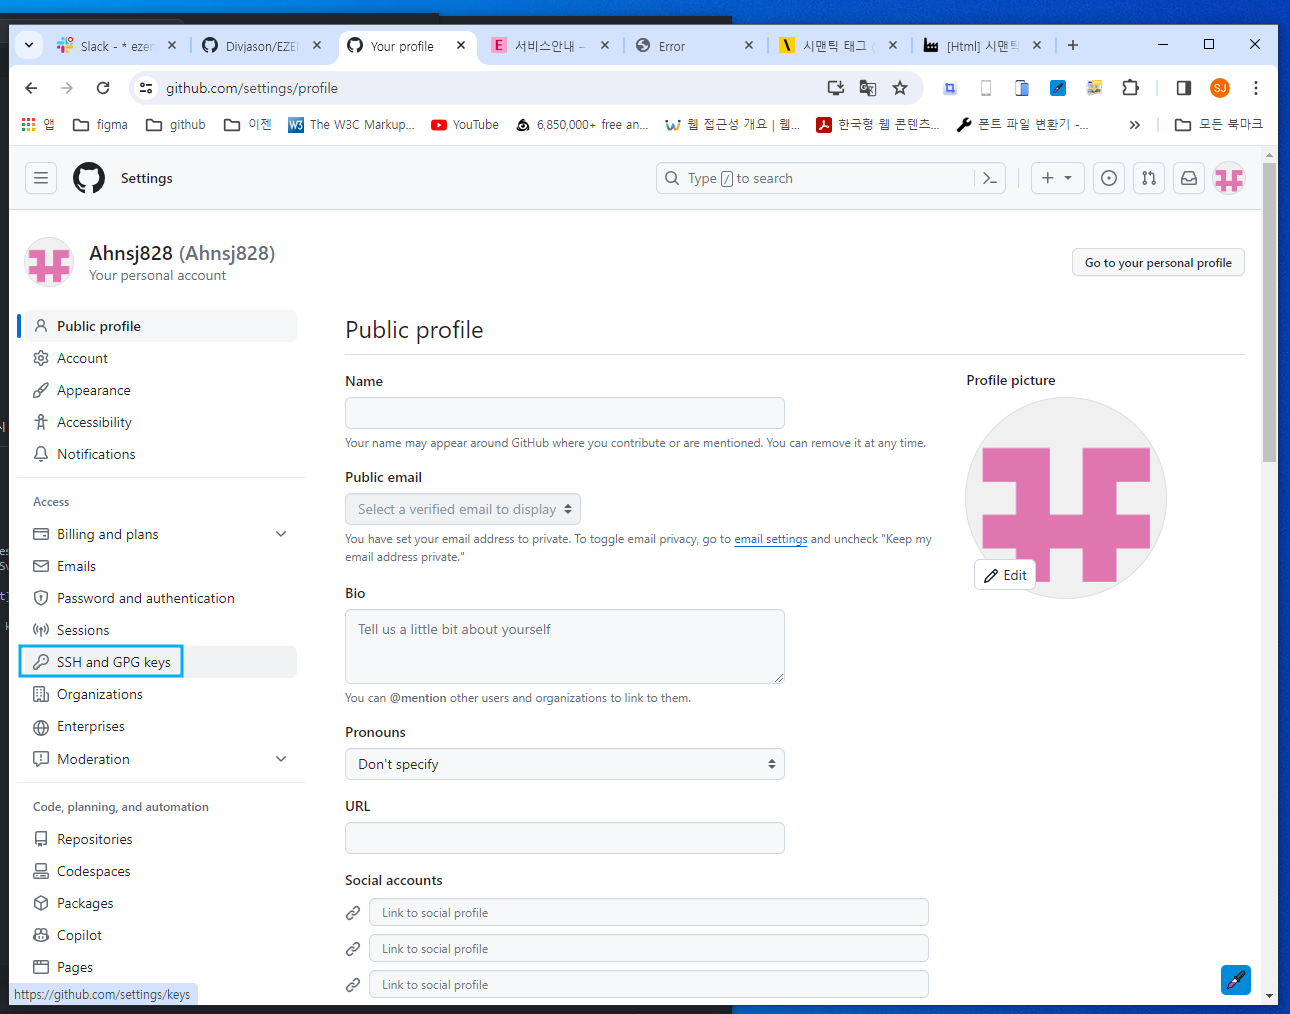 Slack - * ezer
Divjason/EZEN
Your profile
E 서비스안내 –
Error
시맨틱 태그 (
[Html] 시맨틱
github.com/settings/profile
SJ
앱
figma
github
이젠
W3 The W3C Markup...
YouTube
6,850,000+ free an...
웹 접근성 개요 | 웹...
한국형 웹 콘텐츠...
폰트 파일 변환기 -...
»
모든 북마크
Settings
Type / to search
Ahnsj828 (Ahnsj828)
Your personal account
Go to your personal profile
Public profile
Account
Appearance
Accessibility
Notifications
Access
Billing and plans
Emails
Password and authentication
Sessions
SSH and GPG keys
Organizations
Enterprises
Moderation
Code, planning, and automation
Repositories
Codespaces
Packages
Copilot
Pages
https://github.com/settings/keys
Public profile
Name
Your name may appear around GitHub where you contribute or are mentioned. You can remove it at any time.
Public email
Select a verified email to display
You have set your email address to private. To toggle email privacy, go to email settings and uncheck "Keep my
email address private."
Bio
Tell us a little bit about yourself
You can @mention other users and organizations to link to them.
Pronouns
Don't specify
URL
Social accounts
Link to social profile
Link to social profile
Link to social profile
Profile picture
Edit